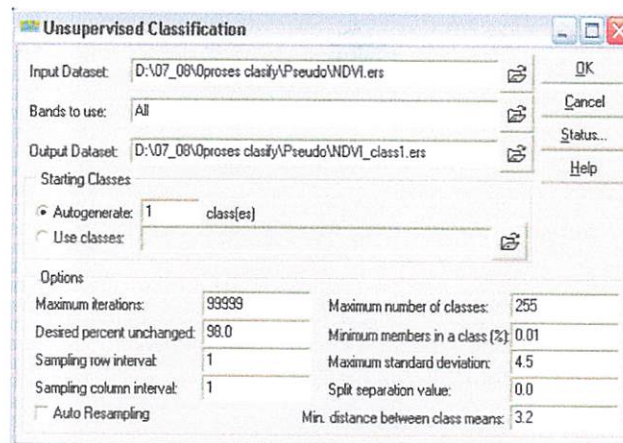 Unsupervised Classification
Input Dataset: D:\07_08\0proses clasify\Pseudo\NDVI.ers
OK
Bands to use: All
Cancel
Output Dataset: D:\07_08\0proses clasify\Pseudo\NDVI_class1.ers
Status...
Help
Starting Classes
Autogenerate: 1 class(es)
Use classes:
Options
Maximum iterations: 99999 Maximum number of classes: 255
Desired percent unchanged: 98.0 Minimum members in a class (%): 0.01
Sampling row interval: 1 Maximum standard deviation: 4.5
Sampling column interval: 1 Split separation value: 0.0
Auto Resampling Min. distance between class means: 3.2